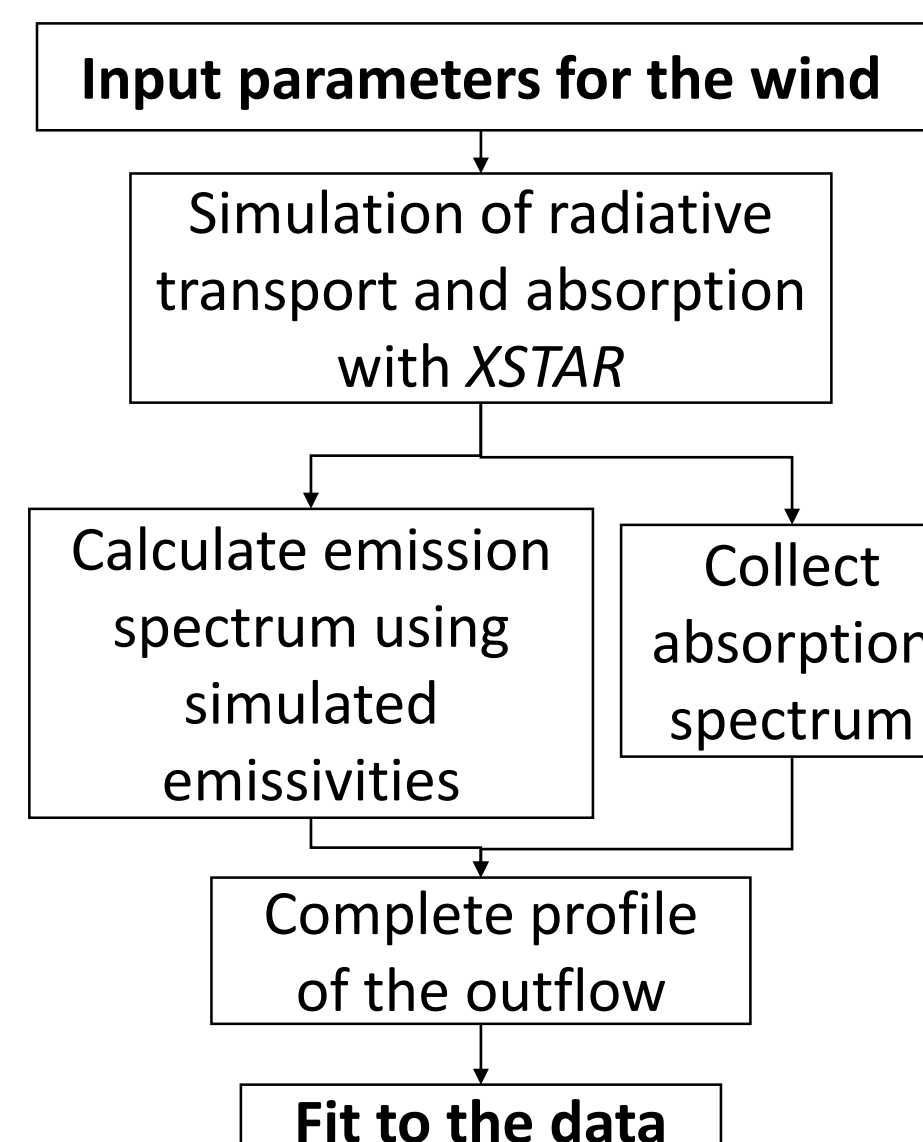 Input parameters for the wind
Simulation of radiative
transport and absorption
with XSTAR
Calculate emission
spectrum using
simulated
emissivities
Collect
absorption
spectrum
Complete profile
of the outflow
Fit to the data